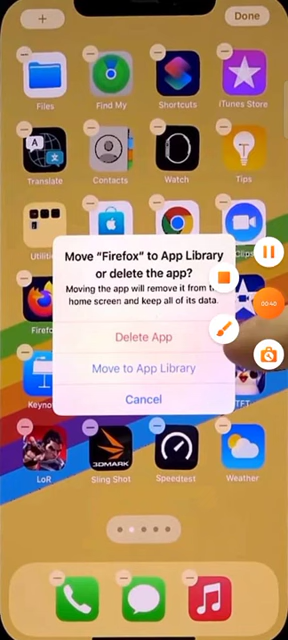 +
Done
Files
Find My
Shortcuts
iTunes Store
Translate
Contacts
Watch
Tips
Move “Firefox” to App Library
or delete the app?
Moving the app will remove it from
home screen and keep all of its data.
00:40
Delete App
Move to App Library
Cancel
3DMARK
LoR
Sling Shot
Speedtest
Weather